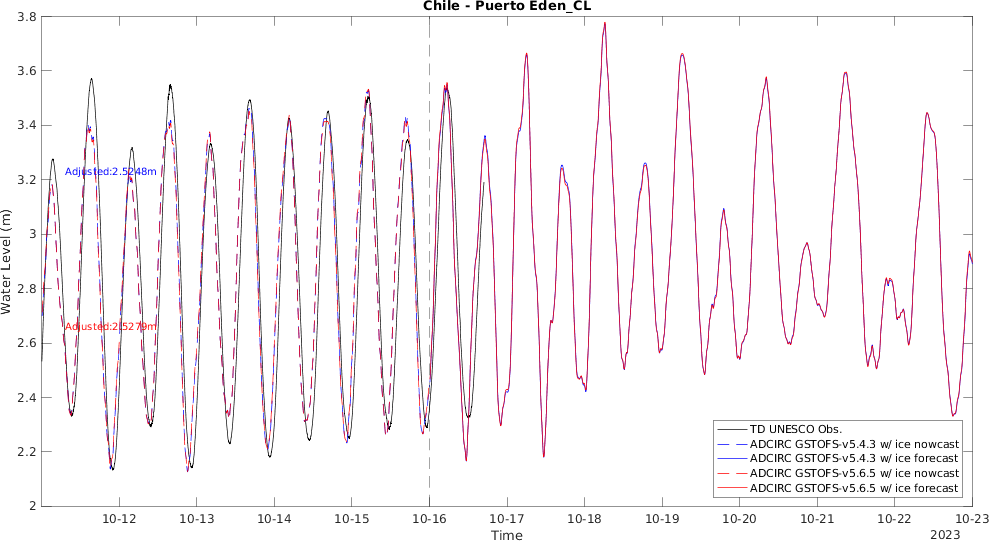 Chile - Puerto Eden_CL
Water Level (m)
3.8
3.6
3.4
3.2
3
2.8
2.6
2.4
2.2
2
Adjusted:2.5248m
Adjusted:2.5279m
TD UNESCO Obs.
ADCIRC GSTOFS-v5.4.3 w/ ice nowcast
ADCIRC GSTOFS-v5.4.3 w/ ice forecast
ADCIRC GSTOFS-v5.6.5 w/ ice nowcast
ADCIRC GSTOFS-v5.6.5 w/ ice forecast
10-12 10-13 10-14 10-15 10-16 10-17 10-18 10-19 10-20 10-21 10-22 10-23
Time
2023